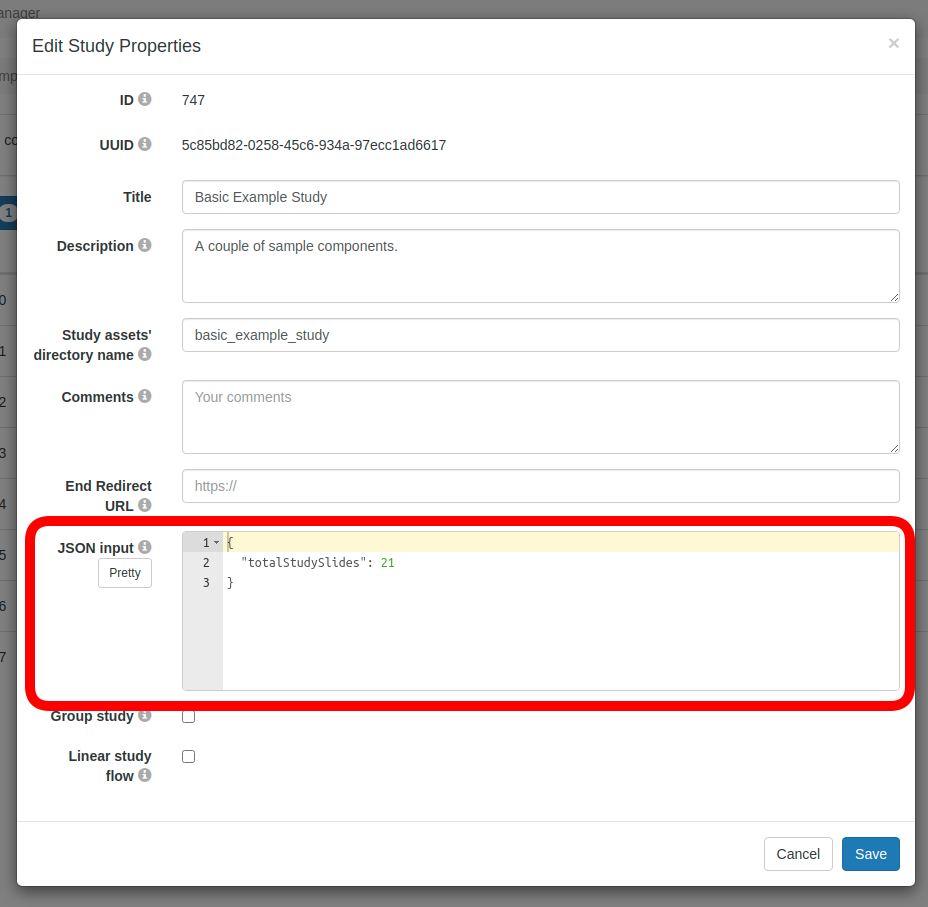 anager
Edit Study Properties ×
mp
ID 747
co
UUID 5c85bd82-0258-45c6-934a-97ecc1ad6617
Title Basic Example Study
1
Description A couple of sample components.
0
Study assets' basic_example_study
directory name
1
2
Comments Your comments
3
End Redirect https://
URL
4
JSON input 1 {
Pretty 2 "totalStudySlides": 21
3 }
5
6
7
Group study
Linear study
flow
Cancel Save